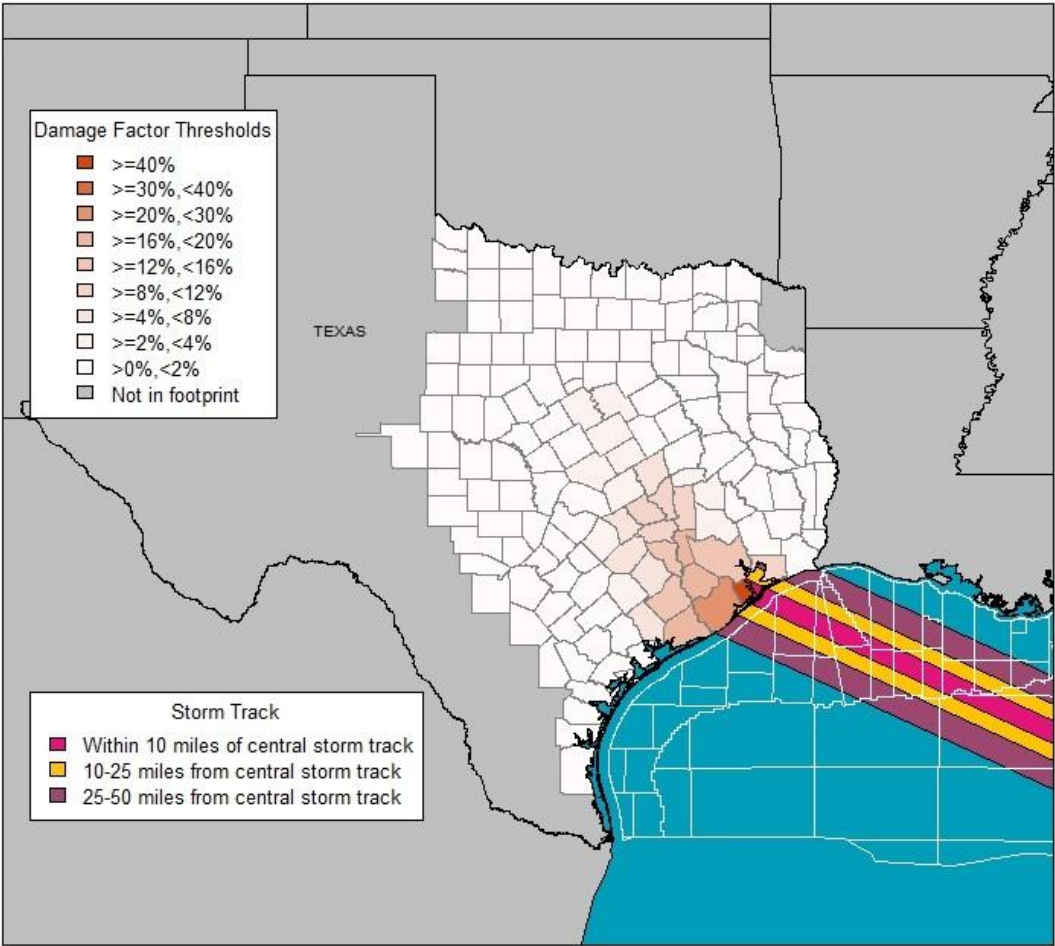 Damage Factor Thresholds
>=40%
>=30%,<40%
>=20%,<30%
>=16%,<20%
>=12%,<16%
>=8%,<12%
>=4%,<8%
>=2%,<4%
>0%,<2%
Not in footprint
TEXAS
Storm Track
Within 10 miles of central storm track
10-25 miles from central storm track
25-50 miles from central storm track